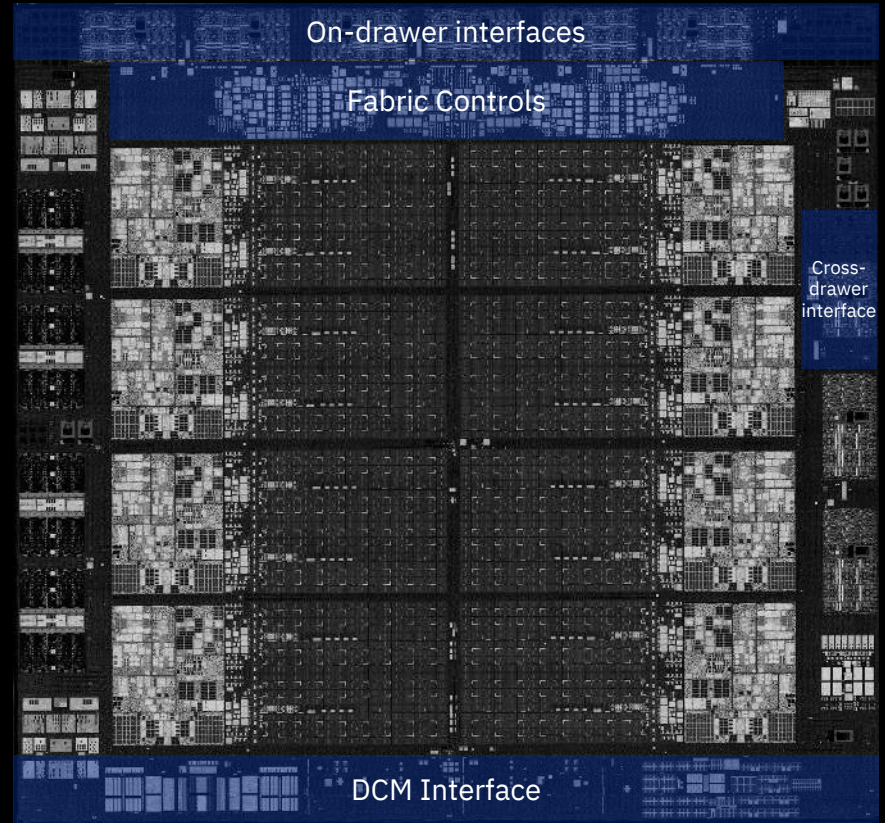 On-drawer interfaces
Fabric Controls
Cross-
drawer
interface
DCM Interface